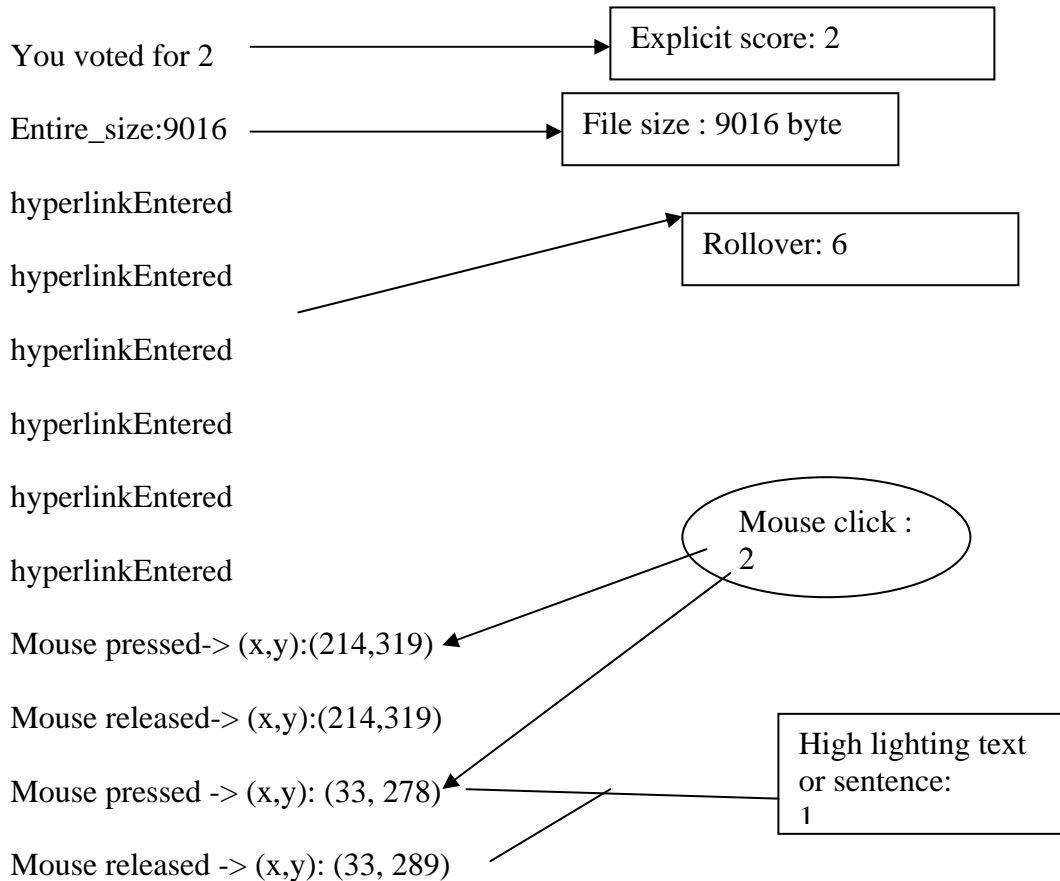 You voted for 2
Explicit score: 2
Entire_size:9016
File size : 9016 byte
hyperlinkEntered
Rollover: 6
hyperlinkEntered
hyperlinkEntered
hyperlinkEntered
hyperlinkEntered
hyperlinkEntered
Mouse click :
2
Mouse pressed-> (x,y):(214,319)
Mouse released-> (x,y):(214,319)
Mouse pressed -> (x,y): (33, 278)
High lighting text
or sentence:
1
Mouse released -> (x,y): (33, 289)